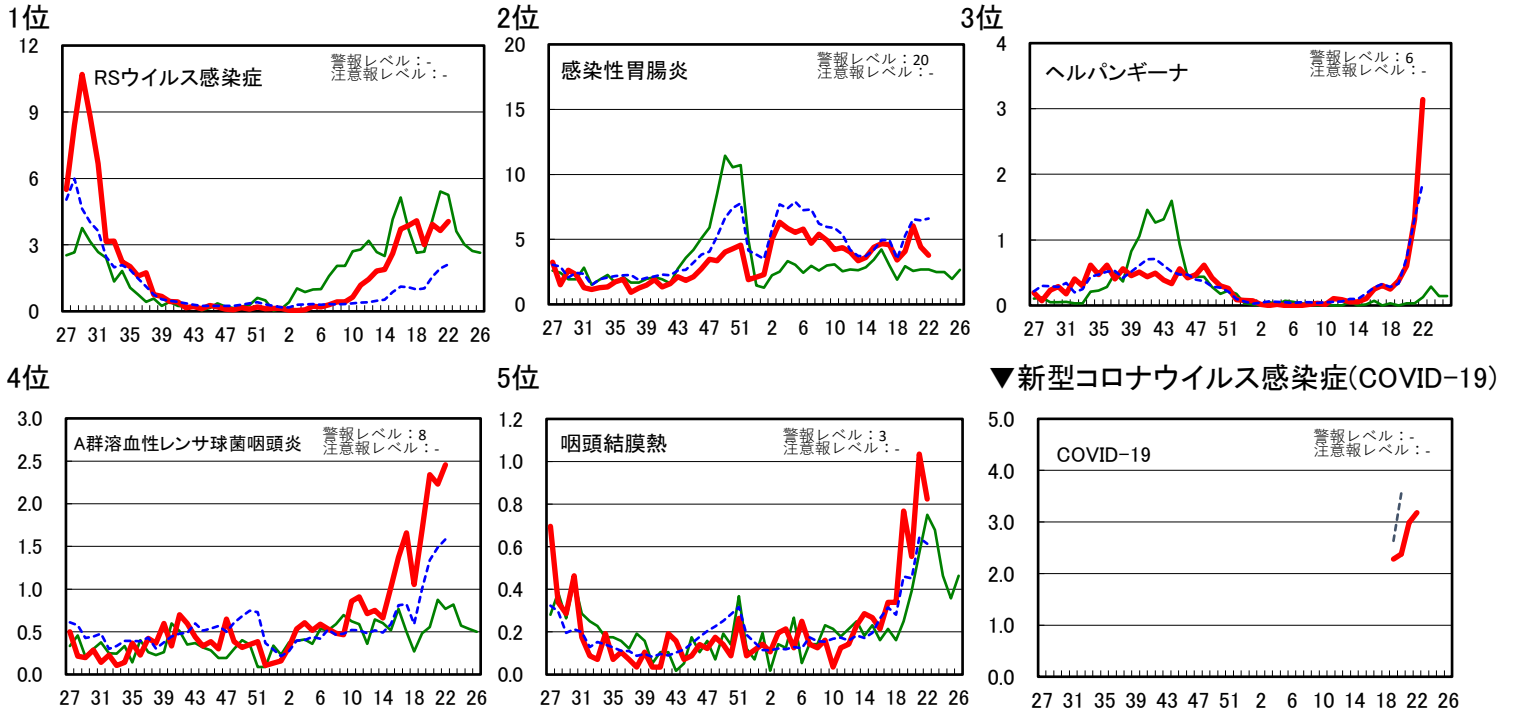 1位
12
9
6
3
0
RSウイルス感染症
警報レベル：-
注意報レベル：-
27 31 35 39 43 47 51 2 6 10 14 18 22 26
2位
20
15
10
5
0
感染性胃腸炎
警報レベル：20
注意報レベル：-
27 31 35 39 43 47 51 2 6 10 14 18 22 26
3位
4
3
2
1
0
ヘルパンギーナ
警報レベル：6
注意報レベル：-
27 31 35 39 43 47 51 2 6 10 14 18 22
4位
3.0
2.5
2.0
1.5
1.0
0.5
0.0
A群溶血性レンサ球菌咽頭炎
警報レベル：8
注意報レベル：-
27 31 35 39 43 47 51 2 6 10 14 18 22 26
5位
1.2
1.0
0.8
0.6
0.4
0.2
0.0
咽頭結膜熱
警報レベル：3
注意報レベル：-
27 31 35 39 43 47 51 2 6 10 14 18 22 26
▼新型コロナウイルス感染症(COVID-19)
5.0
4.0
3.0
2.0
1.0
0.0
COVID-19
警報レベル：-
注意報レベル：-
27 31 35 39 43 47 51 2 6 10 14 18 22 26